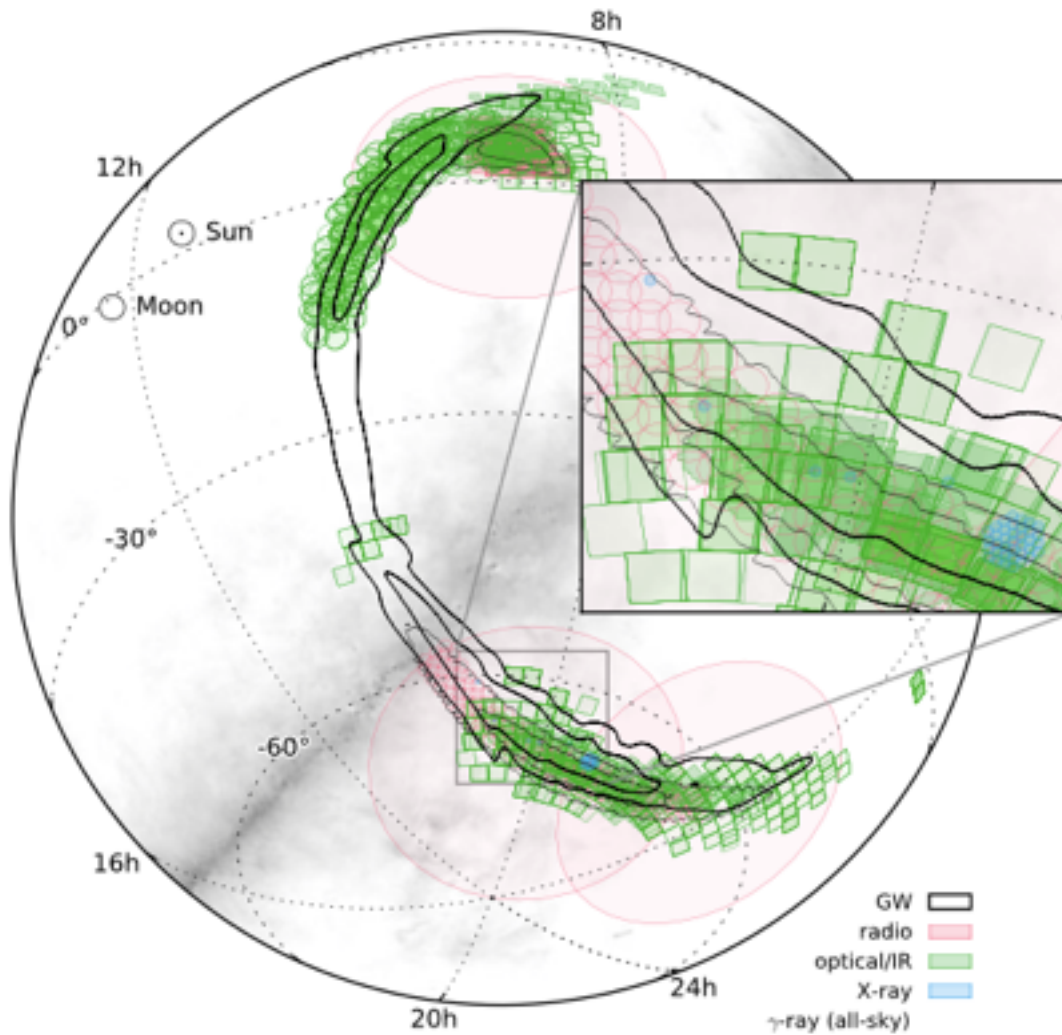 8h
12h
Sun
Moon
0°
-30°
-60°
16h
GW
radio
optical/IR
X-ray
24h
20h
γ-ray (all-sky)